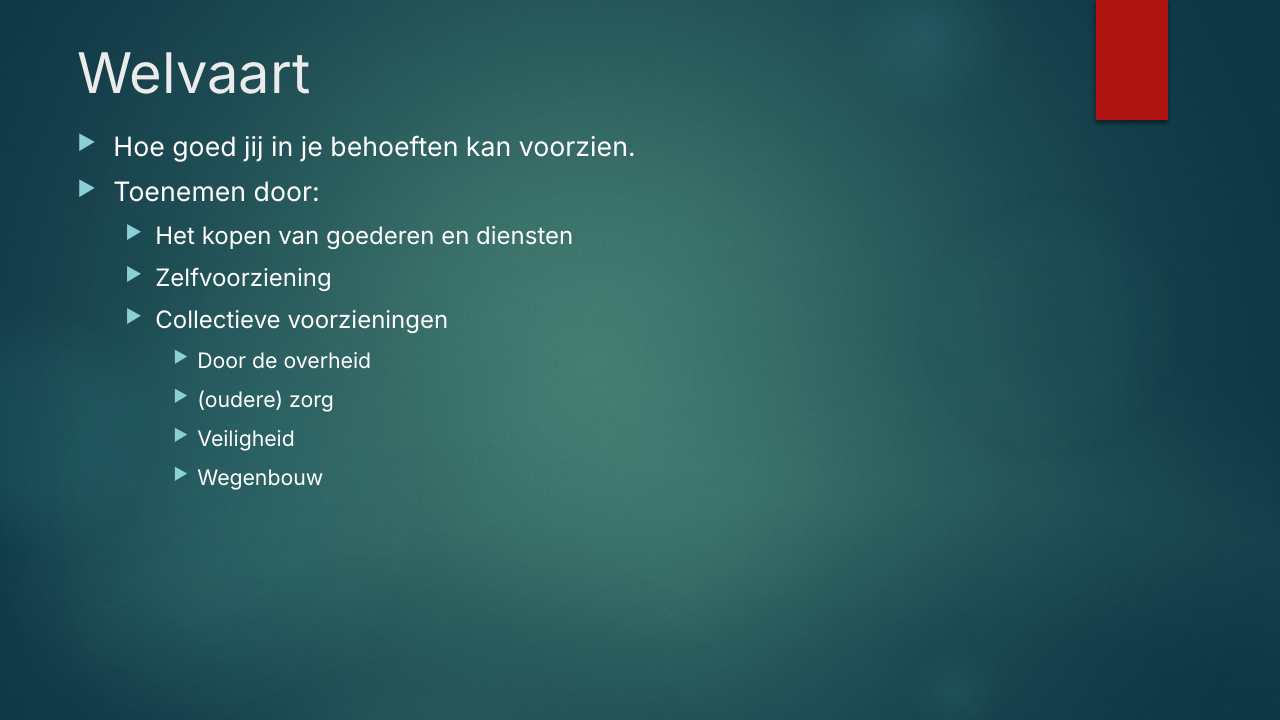 Welvaart
Hoe goed jij in je behoeften kan voorzien.
Toenemen door:
Het kopen van goederen en diensten
Zelfvoorziening
Collectieve voorzieningen
Door de overheid
(oudere) zorg
Veiligheid
Wegenbouw